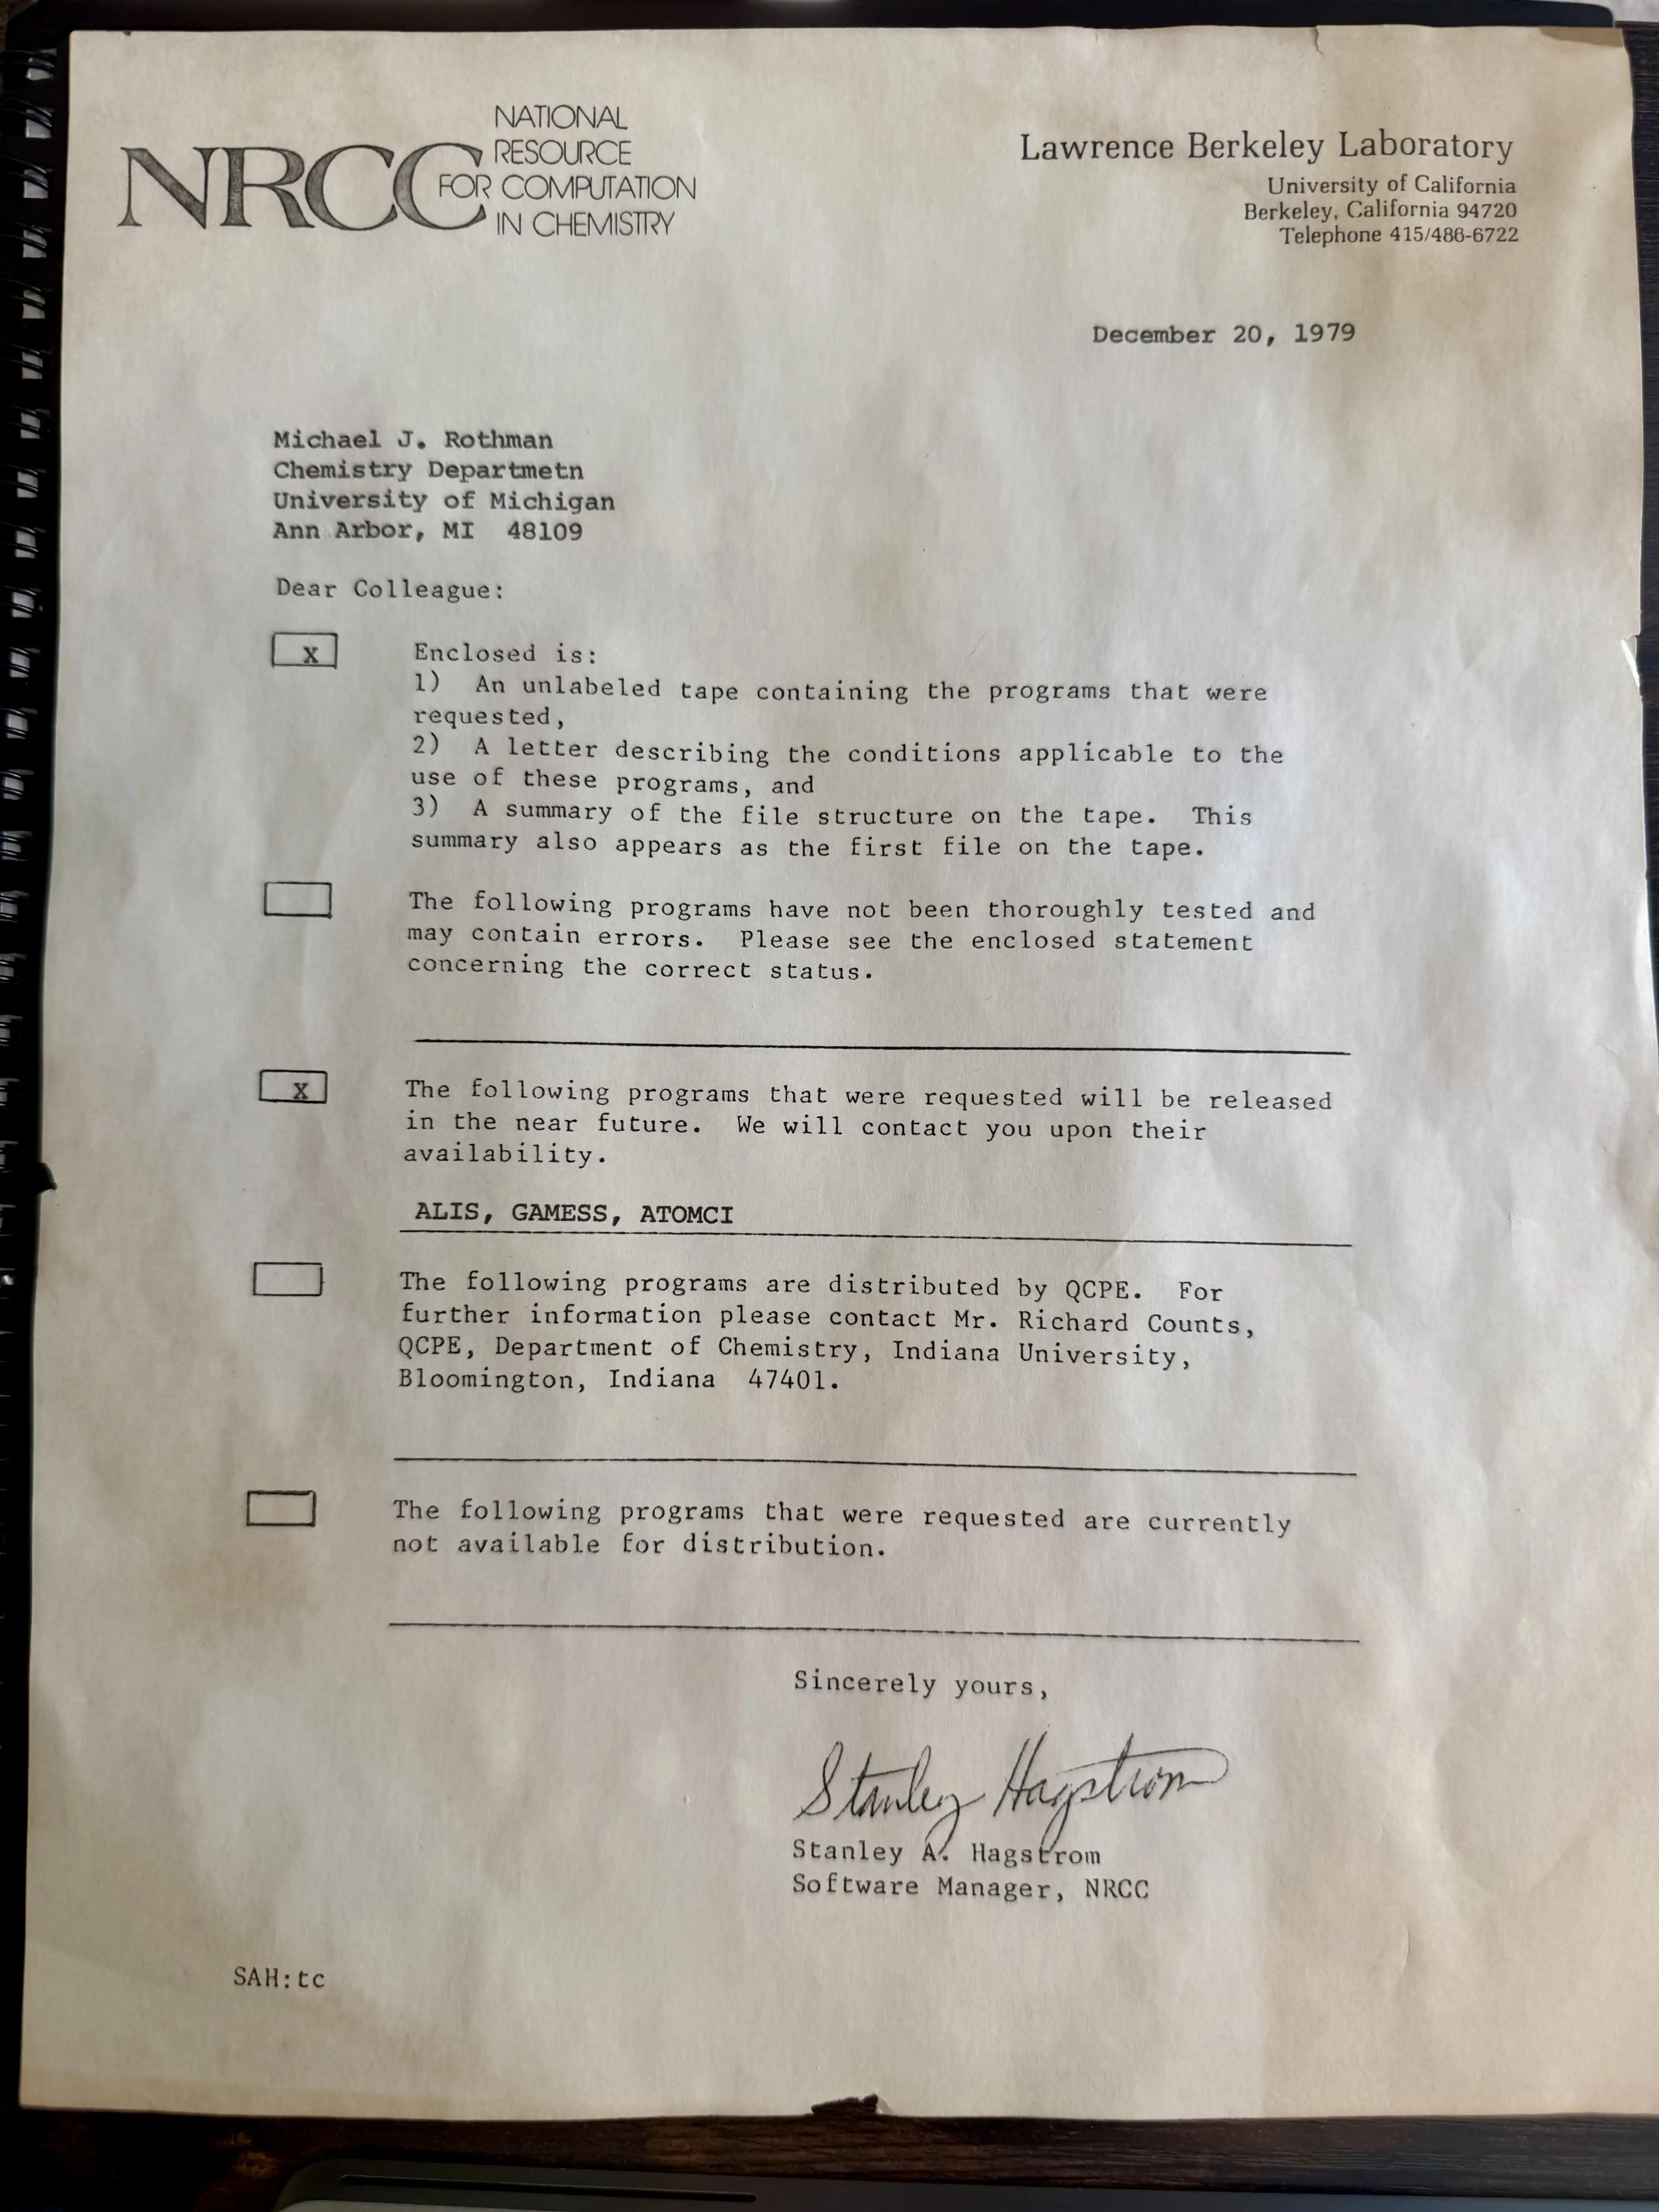 NRCC
NATIONAL
RESOURCE
FOR COMPUTATION
IN CHEMISTRY
Lawrence Berkeley Laboratory
University of California
Berkeley, California 94720
Telephone 415/486-6722
December 20, 1979
Michael J. Rothman
Chemistry Departmetn
University of Michigan
Ann Arbor, MI  48109
Dear Colleague:
x
Enclosed is:
1)  An unlabeled tape containing the programs that were
requested,
2)  A letter describing the conditions applicable to the
use of these programs, and
3)  A summary of the file structure on the tape.  This
summary also appears as the first file on the tape.
The following programs have not been thoroughly tested and
may contain errors.  Please see the enclosed statement
concerning the correct status.
x
The following programs that were requested will be released
in the near future.  We will contact you upon their
availability.
ALIS, GAMESS, ATOMCI
The following programs are distributed by QCPE.  For
further information please contact Mr. Richard Counts,
QCPE, Department of Chemistry, Indiana University,
Bloomington, Indiana  47401.
The following programs that were requested are currently
not available for distribution.
Sincerely yours,
Stanley Hagstrom
Stanley A. Hagstrom
Software Manager, NRCC
SAH:tc